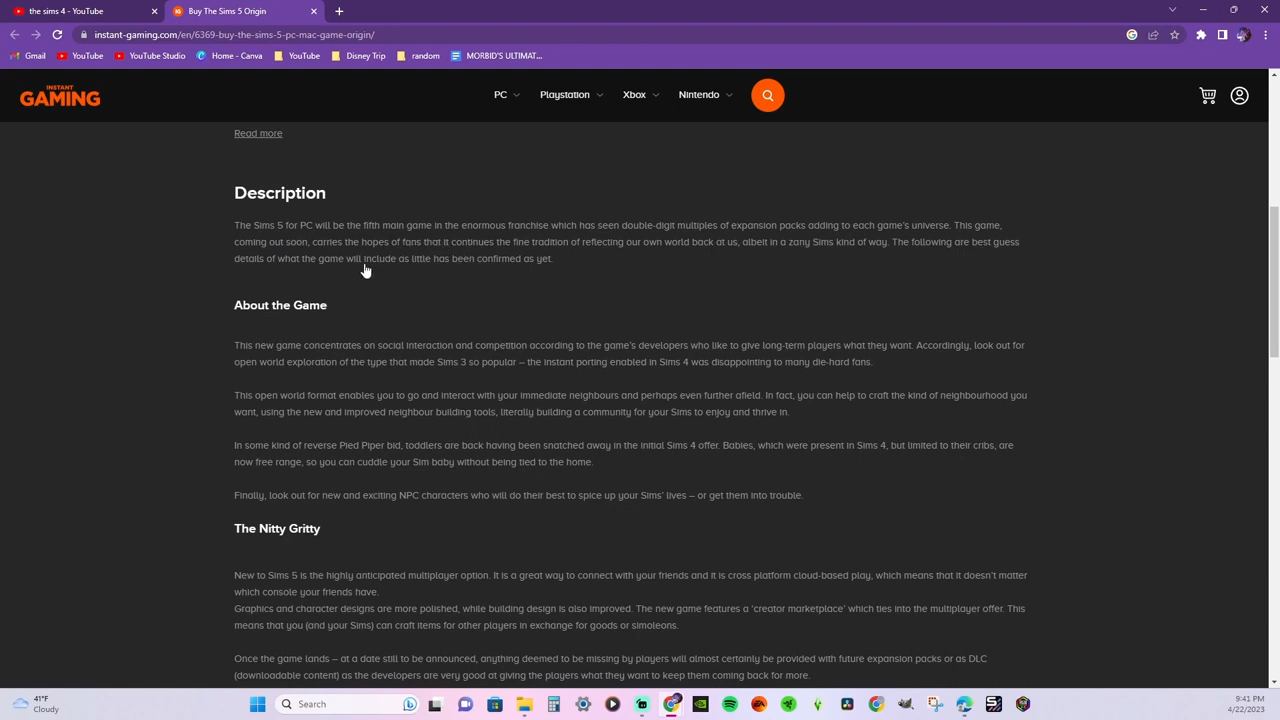 the sims 4 - YouTube
Buy The Sims 5 Origin
instant-gaming.com/en/6369-buy-the-sims-5-pc-mac-game-origin/
Gmail YouTube YouTube Studio Home - Canva YouTube Disney Trip random MORBID'S ULTIMAT...
INSTANT
GAMING
PC Playstation Xbox Nintendo
Read more
Description
The Sims 5 for PC will be the fifth main game in the enormous franchise which has seen double-digit multiples of expansion packs adding to each game's universe. This game,
coming out soon, carries the hopes of fans that it continues the fine tradition of reflecting our own world back at us, albeit in a zany Sims kind of way. The following are best guess
details of what the game will include as little has been confirmed as yet.
About the Game
This new game concentrates on social interaction and competition according to the game's developers who like to give long-term players what they want. Accordingly, look out for
open world exploration of the type that made Sims 3 so popular – the instant porting enabled in Sims 4 was disappointing to many die-hard fans.
This open world format enables you to go and interact with your immediate neighbours and perhaps even further afield. In fact, you can help to craft the kind of neighbourhood you
want, using the new and improved neighbour building tools, literally building a community for your Sims to enjoy and thrive in.
In some kind of reverse Pied Piper bid, toddlers are back having been snatched away in the initial Sims 4 offer. Babies, which were present in Sims 4, but limited to their cribs, are
now free range, so you can cuddle your Sim baby without being tied to the home.
Finally, look out for new and exciting NPC characters who will do their best to spice up your Sims' lives – or get them into trouble.
The Nitty Gritty
New to Sims 5 is the highly anticipated multiplayer option. It is a great way to connect with your friends and it is cross platform cloud-based play, which means that it doesn't matter
which console your friends have.
Graphics and character designs are more polished, while building design is also improved. The new game features a 'creator marketplace' which ties into the multiplayer offer. This
means that you (and your Sims) can craft items for other players in exchange for goods or simoleons.
Once the game lands – at a date still to be announced, anything deemed to be missing by players will almost certainly be provided with future expansion packs or as DLC
(downloadable content) as the developers are very good at giving the players what they want to keep them coming back for more.
41°F
Cloudy
Search
9:41 PM
4/22/2023